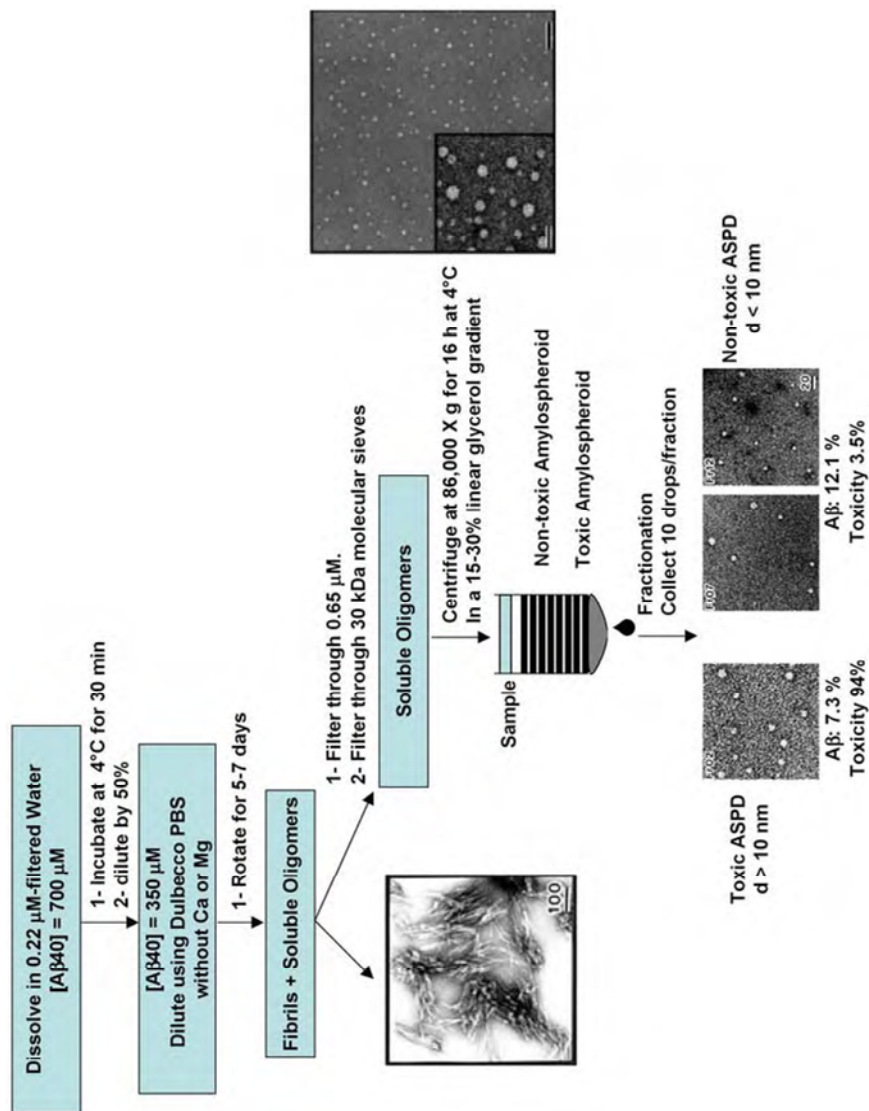 Dissolve in 0.22 μM-filtered Water
[Aβ40] = 700 μM
1- Incubate at 4°C for 30 min
2- dilute by 50%
[Aβ40] = 350 μM
Dilute using Dulbecco PBS
without Ca or Mg
1- Rotate for 5-7 days
Fibrils + Soluble Oligomers
100
1- Filter through 0.65 μM.
2- Filter through 30 kDa molecular sieves
Soluble Oligomers
Centrifuge at 86,000 X g for 16 h at 4°C
In a 15-30% linear glycerol gradient
Sample
Non-toxic Amylospheroid
Toxic Amylospheroid
Fractionation
Collect 10 drops/fraction
Toxic ASPD
d > 10 nm
Aβ: 7.3 %
Toxicity 94%
Non-toxic ASPD
d < 10 nm
20
Aβ: 12.1 %
Toxicity 3.5%